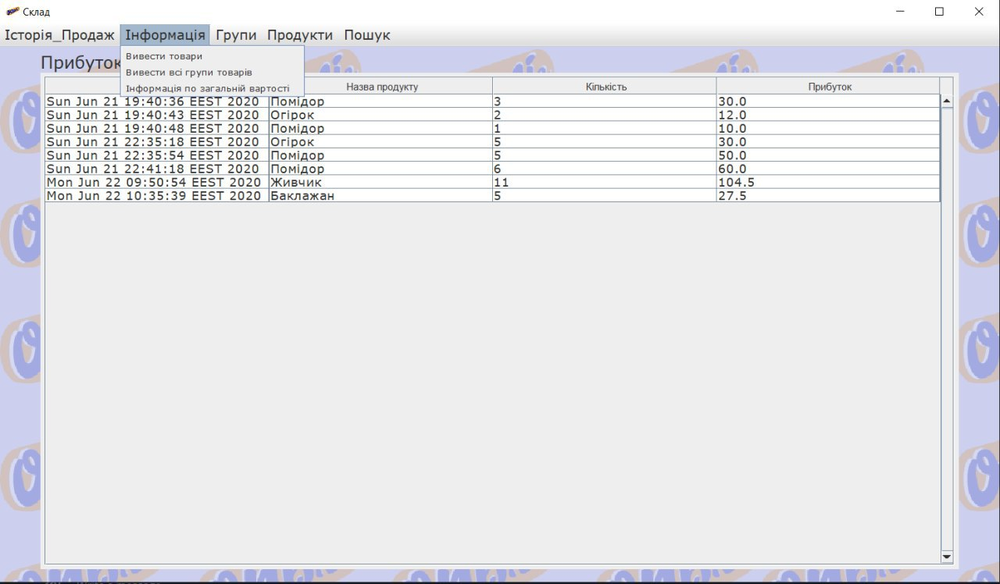 Склад
Історія_Продаж Інформація Групи Продукти Пошук
Прибуток
Вивести товари
Вивести всі групи товарів
Інформація по загальній вартості
Назва продукту Кількість Прибуток
Sun Jun 21 19:40:36 EEST 2020 Помідор 3 30.0
Sun Jun 21 19:40:43 EEST 2020 Огірок 2 12.0
Sun Jun 21 19:40:48 EEST 2020 Помідор 1 10.0
Sun Jun 21 22:35:18 EEST 2020 Огірок 5 30.0
Sun Jun 21 22:35:54 EEST 2020 Помідор 5 50.0
Sun Jun 21 22:41:18 EEST 2020 Помідор 6 60.0
Mon Jun 22 09:50:54 EEST 2020 Живчик 11 104.5
Mon Jun 22 10:35:39 EEST 2020 Баклажан 5 27.5